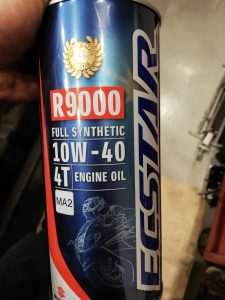 R9000
FULL SYNTHETIC
10W-40
4T ENGINE OIL
MA2
ECSTAR